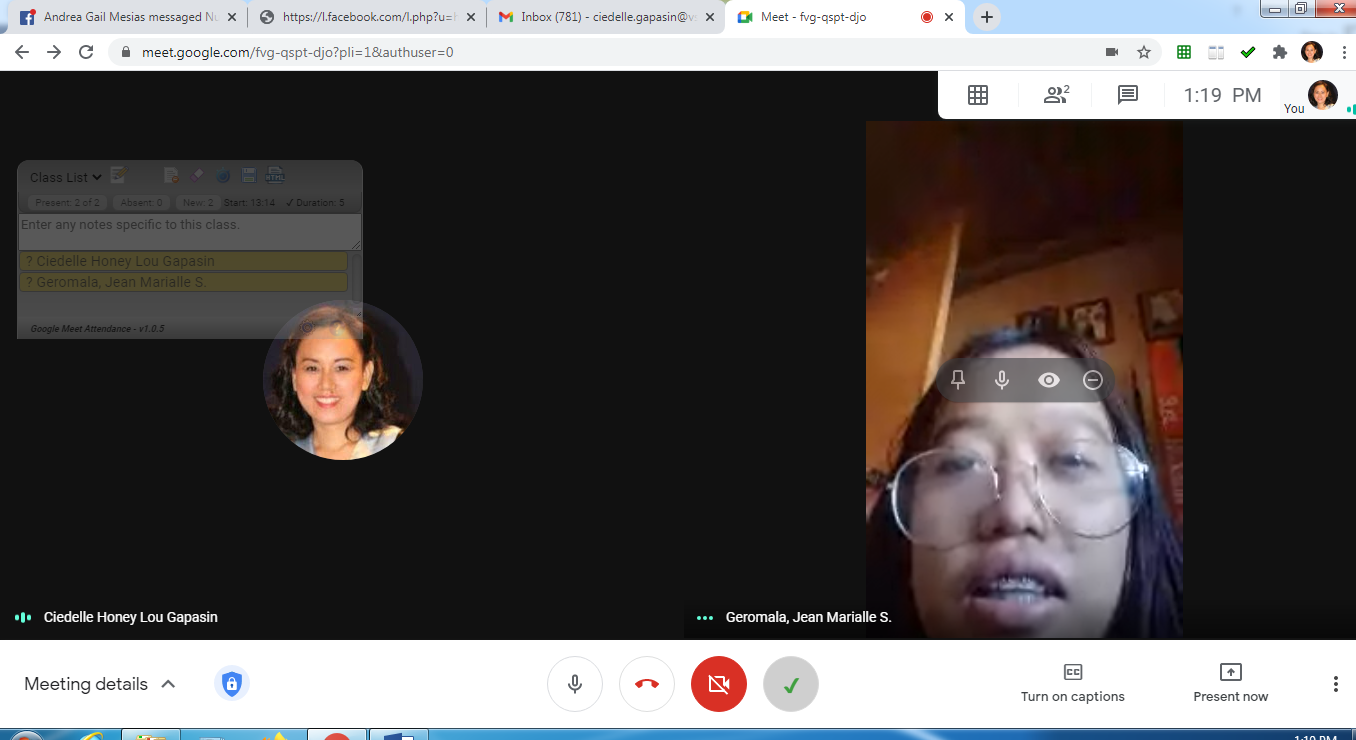 Andrea Gail Mesias messaged Nu
https://l.facebook.com/l.php?u=h
Inbox (781) - ciedelle.gapasin@v
Meet - fvg-qspt-djo
meet.google.com/fvg-qspt-djo?pli=1&authuser=0
2
1:19 PM
You
Class List
Present: 2 of 2 Absent: 0 New: 2 Start: 13:14 ✓ Duration: 5
Enter any notes specific to this class.
? Ciedelle Honey Lou Gapasin
? Geromala, Jean Marialle S.
Google Meet Attendance - v1.0.5
Ciedelle Honey Lou Gapasin
Geromala, Jean Marialle S.
Meeting details
Turn on captions
Present now
1:19 PM